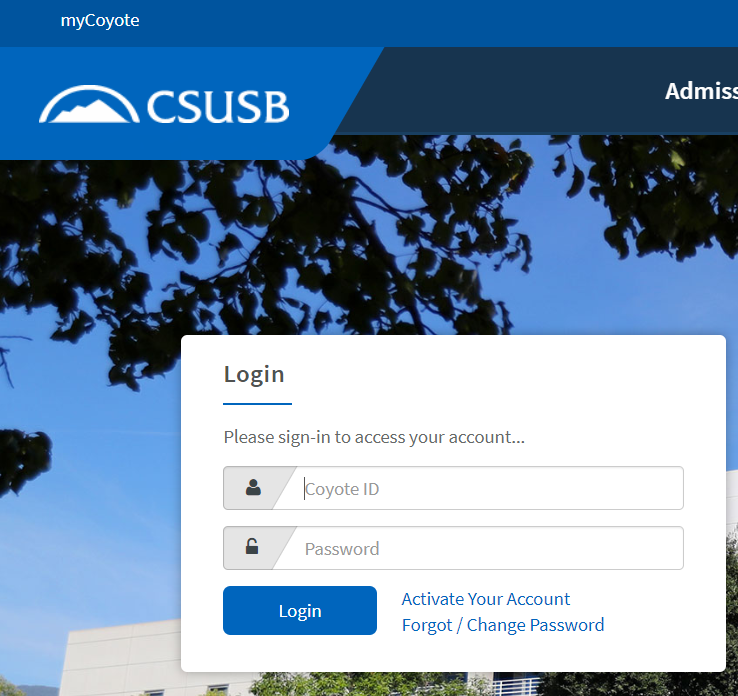 myCoyote
CSUSB
Admiss
Login
Please sign-in to access your account...
Coyote ID
Password
Login
Activate Your Account
Forgot / Change Password